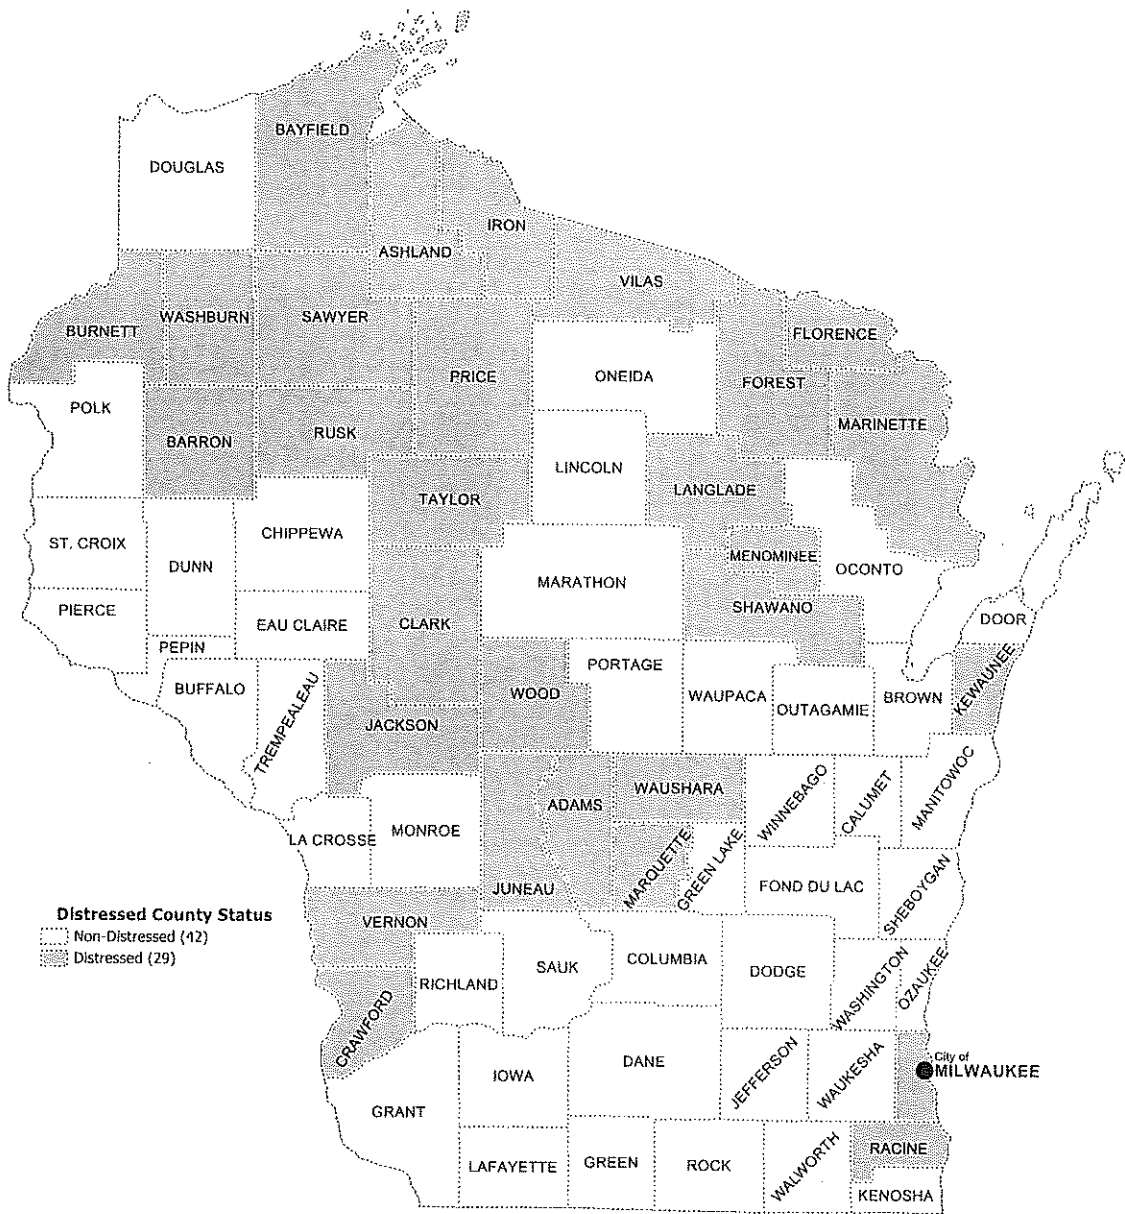 BAYFIELD
DOUGLAS
IRON
ASHLAND
VILAS
BURNETT
WASHBURN
SAWYER
FLORENCE
PRICE
ONEIDA
FOREST
POLK
MARINETTE
BARRON
RUSK
LINCOLN
TAYLOR
LANGLADE
CHIPPEWA
ST. CROIX
DUNN
MENOMINEE
OCONTO
MARATHON
PIERCE
SHAWANO
EAU CLAIRE
CLARK
DOOR
PEPIN
PORTAGE
BUFFALO
WOOD
WAUPACA
OUTAGAMIE
BROWN
KEWAUNEE
TREMPEALEAU
JACKSON
WAUSHARA
WINNEBAGO
CALUMET
MANITOWOC
ADAMS
LA CROSSE
MONROE
MARQUETTE
GREEN LAKE
JUNEAU
FOND DU LAC
SHEBOYGAN
Distressed County Status
Non-Distressed (42)
Distressed (29)
VERNON
RICHLAND
SAUK
COLUMBIA
DODGE
WASHINGTON
OZAUKEE
CRAWFORD
DANE
JEFFERSON
WAUKESHA
City of
MILWAUKEE
IOWA
GRANT
LAFAYETTE
GREEN
ROCK
WALWORTH
RACINE
KENOSHA